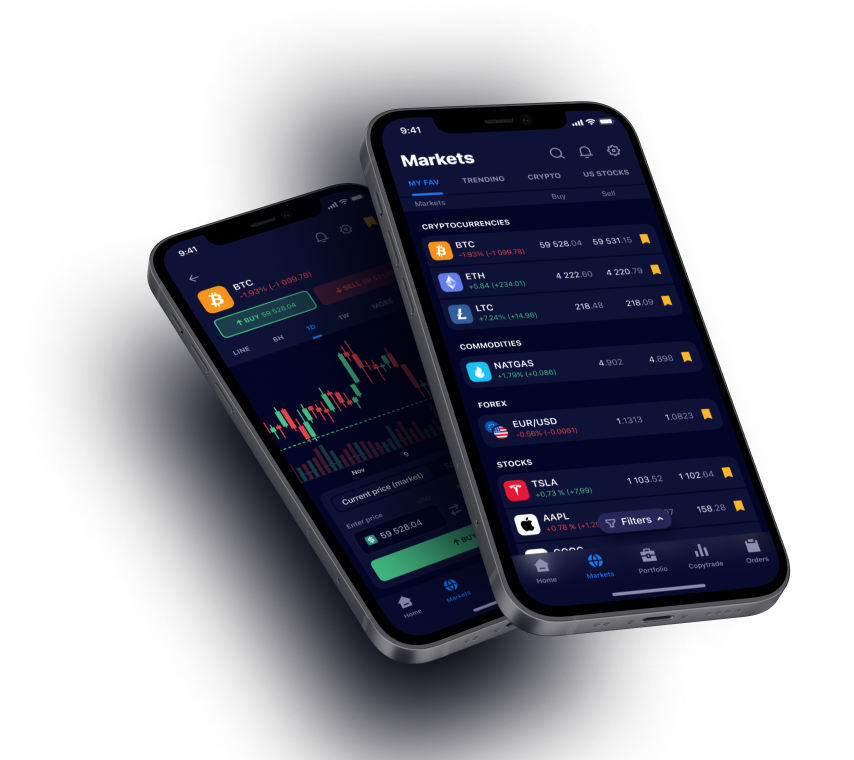 9:41
Markets
MY FAV TRENDING CRYPTO US STOCKS
Markets Buy Sell
CRYPTOCURRENCIES
BTC 59 528.04 59 531.15
-1.93% (-1 099.78)
ETH 4 222.60 4 220.79
+5.84 (+234.01)
LTC 218.48 218.09
+7.24% (+14.98)
COMMODITIES
NATGAS 4.902 4.898
+1.79% (+0.086)
FOREX
EUR/USD 1.1313 1.0823
-0.56% (-0.0061)
STOCKS
TSLA 1 103.52 1 102.64
+0,73 % (+7,99)
AAPL 158.28
+0.78 % (+1.20
Filters
Home Markets Portfolio Copytrade Orders
9:41
BTC
-1.93% (-1 099.78)
BUY 59 528.04 SELL
LINE BH 1D 1W MORE
Nov 9
Current price (market)
Enter price
59 528.04
BUY
Home Markets